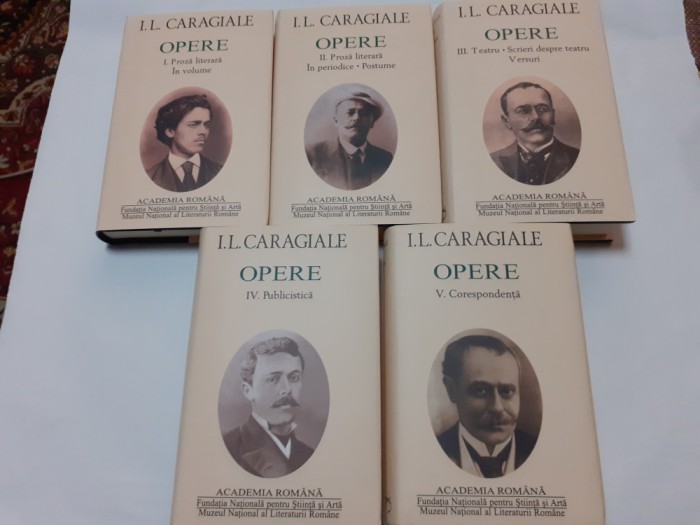 I.L. CARAGIALE
OPERE
I. Proză literară
În volume
ACADEMIA ROMÂNĂ
Fundația Națională pentru Știință și Artă
Muzeul Național al Literaturii Române
I.L. CARAGIALE
OPERE
II. Proză literară
În periodice • Postume
ACADEMIA ROMÂNĂ
Fundația Națională pentru Știință și Artă
Muzeul Național al Literaturii Române
I.L. CARAGIALE
OPERE
III. Teatru • Scrieri despre teatru
Versuri
ACADEMIA ROMÂNĂ
Fundația Națională pentru Știință și Artă
Muzeul Național al Literaturii Române
I.L. CARAGIALE
OPERE
IV. Publicistică
ACADEMIA ROMÂNĂ
Fundația Națională pentru Știință și Artă
Muzeul Național al Literaturii Române
I.L. CARAGIALE
OPERE
V. Corespondență
ACADEMIA ROMÂNĂ
Fundația Națională pentru Știință și Artă
Muzeul Național al Literaturii Române